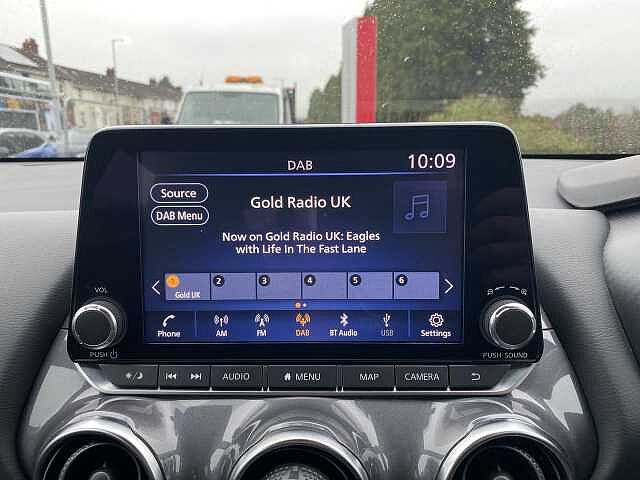 DAB
10:09
Source
DAB Menu
Gold Radio UK
Now on Gold Radio UK: Eagles
with Life In The Fast Lane
1 2 3 4 5 6
Gold UK
Phone AM FM DAB BT Audio USB Settings
VOL
PUSH
PUSH SOUND
AUDIO MENU MAP CAMERA